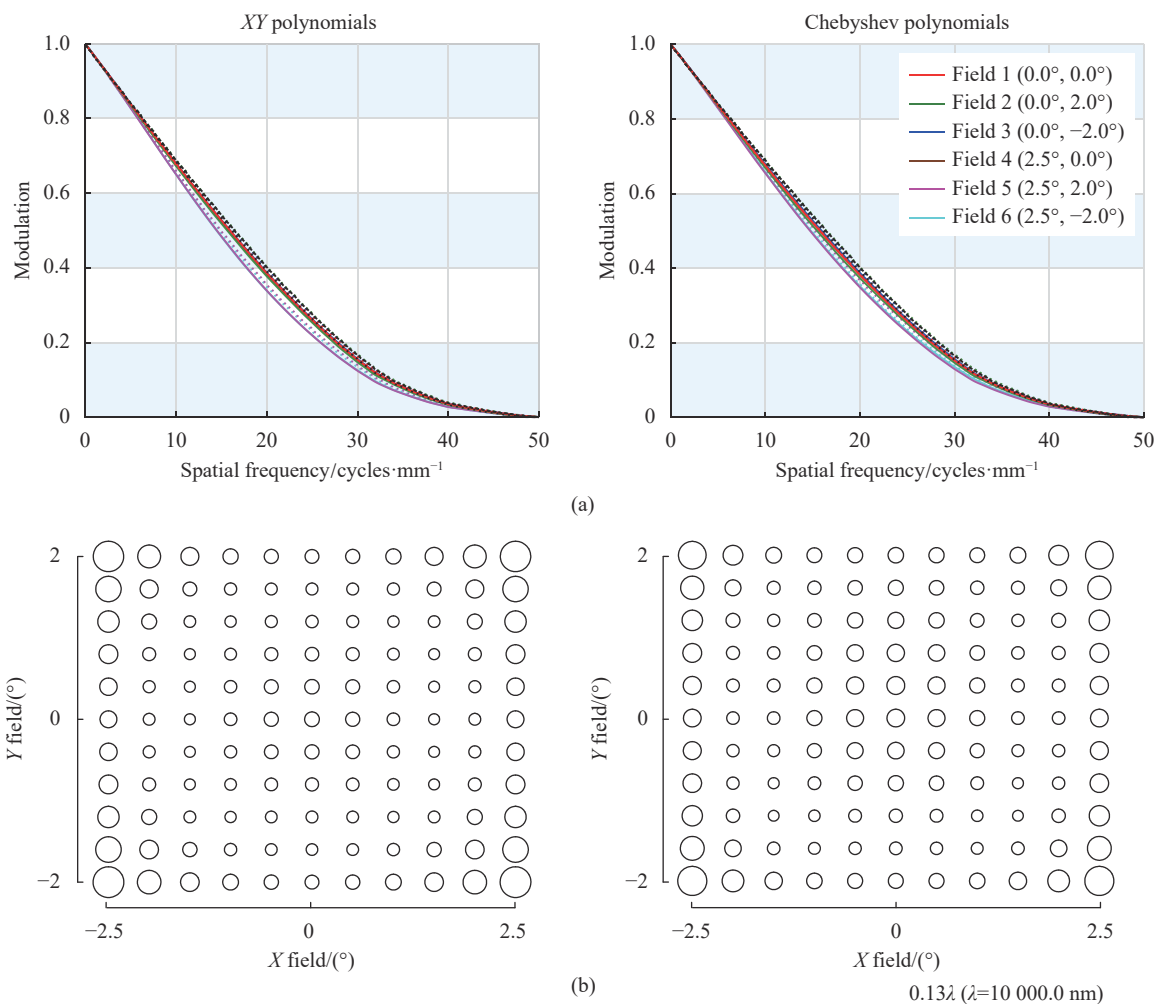 XY polynomials
Chebyshev polynomials
1.0
0.8
0.6
0.4
0.2
0
Modulation
0 10 20 30 40 50
Spatial frequency/cycles·mm⁻¹
1.0
0.8
0.6
0.4
0.2
0
Modulation
Field 1 (0.0°, 0.0°)
Field 2 (0.0°, 2.0°)
Field 3 (0.0°, −2.0°)
Field 4 (2.5°, 0.0°)
Field 5 (2.5°, 2.0°)
Field 6 (2.5°, −2.0°)
0 10 20 30 40 50
Spatial frequency/cycles·mm⁻¹
(a)
2
0
−2
Y field/(°)
−2.5 0 2.5
X field/(°)
2
0
−2
Y field/(°)
−2.5 0 2.5
X field/(°)
(b)
0.13λ (λ=10 000.0 nm)